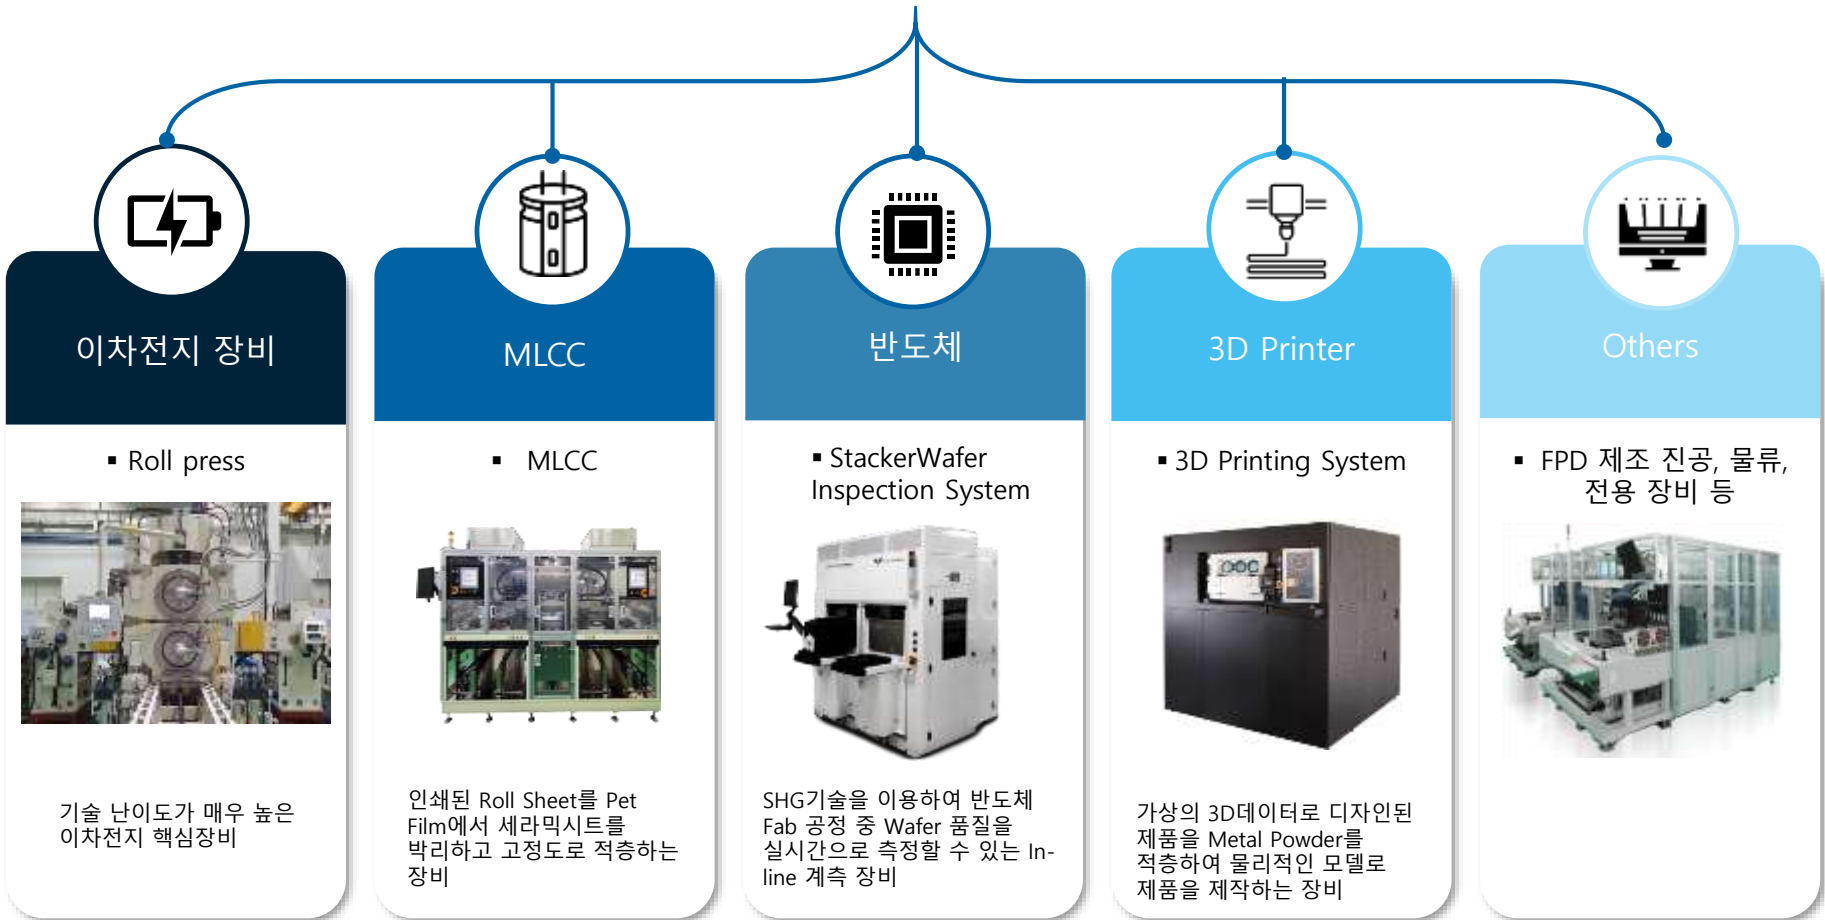 이차전지 장비
▪ Roll press
기술 난이도가 매우 높은
이차전지 핵심장비
MLCC
▪ MLCC
인쇄된 Roll Sheet를 Pet
Film에서 세라믹시트를
박리하고 고정도로 적층하는
장비
반도체
▪ StackerWafer
Inspection System
SHG기술을 이용하여 반도체
Fab 공정 중 Wafer 품질을
실시간으로 측정할 수 있는 In-
line 계측 장비
3D Printer
▪ 3D Printing System
가상의 3D데이터로 디자인된
제품을 Metal Powder를
적층하여 물리적인 모델로
제품을 제작하는 장비
Others
▪ FPD 제조 진공, 물류,
전용 장비 등